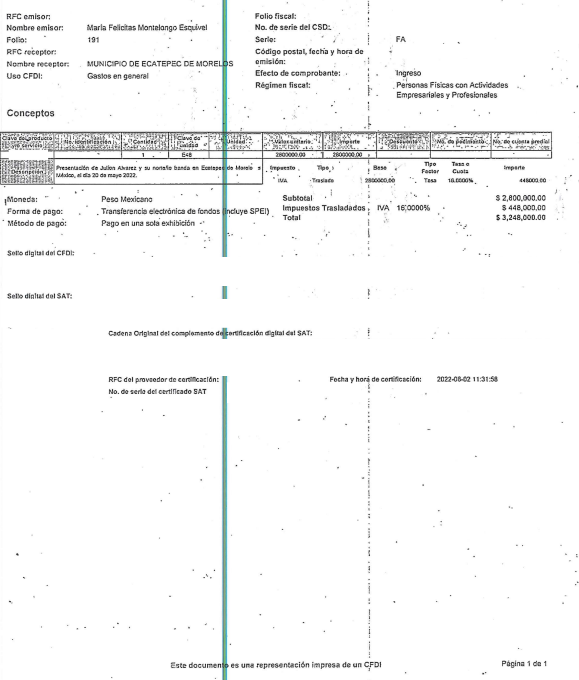 RFC emisor:
Nombre emisor: Maria Felicitas Montelongo Esquivel
Folio: 191
RFC receptor:
Nombre receptor: MUNICIPIO DE ECATEPEC DE MORELOS
Uso CFDI: Gastos en general
Folio fiscal:
No. de serie del CSD:
Serie: FA
Código postal, fecha y hora de
emisión:
Efecto de comprobante: Ingreso
Régimen fiscal: Personas Físicas con Actividades
Empresariales y Profesionales
Conceptos
Clave del producto
y/o servicio No. identificación Cantidad Clave de
unidad Unidad Valor unitario Importe Descuento No. de pedimento No. de cuenta predial
1 E48 2800000.00 2800000.00
Descripción Presentación de Julion Alvarez y su norteño banda en Ecatepec de Morelo s
México, el día 20 de mayo 2022.
Impuesto Tipo Base Tipo
Factor Tasa o
Cuota Importe
IVA Traslado 2800000.00 Tasa 16.0000% 448000.00
Moneda: Peso Mexicano
Forma de pago: Transferencia electrónica de fondos (incluye SPEI)
Método de pago: Pago en una sola exhibición
Subtotal $ 2,800,000.00
Impuestos Trasladados IVA 16.0000% $ 448,000.00
Total $ 3,248,000.00
Sello digital del CFDI:
Sello digital del SAT:
Cadena Original del complemento de certificación digital del SAT:
RFC del proveedor de certificación:
No. de serie del certificado SAT
Fecha y hora de certificación: 2022-08-02 11:31:58
Este documento es una representación impresa de un CFDI
Página 1 de 1